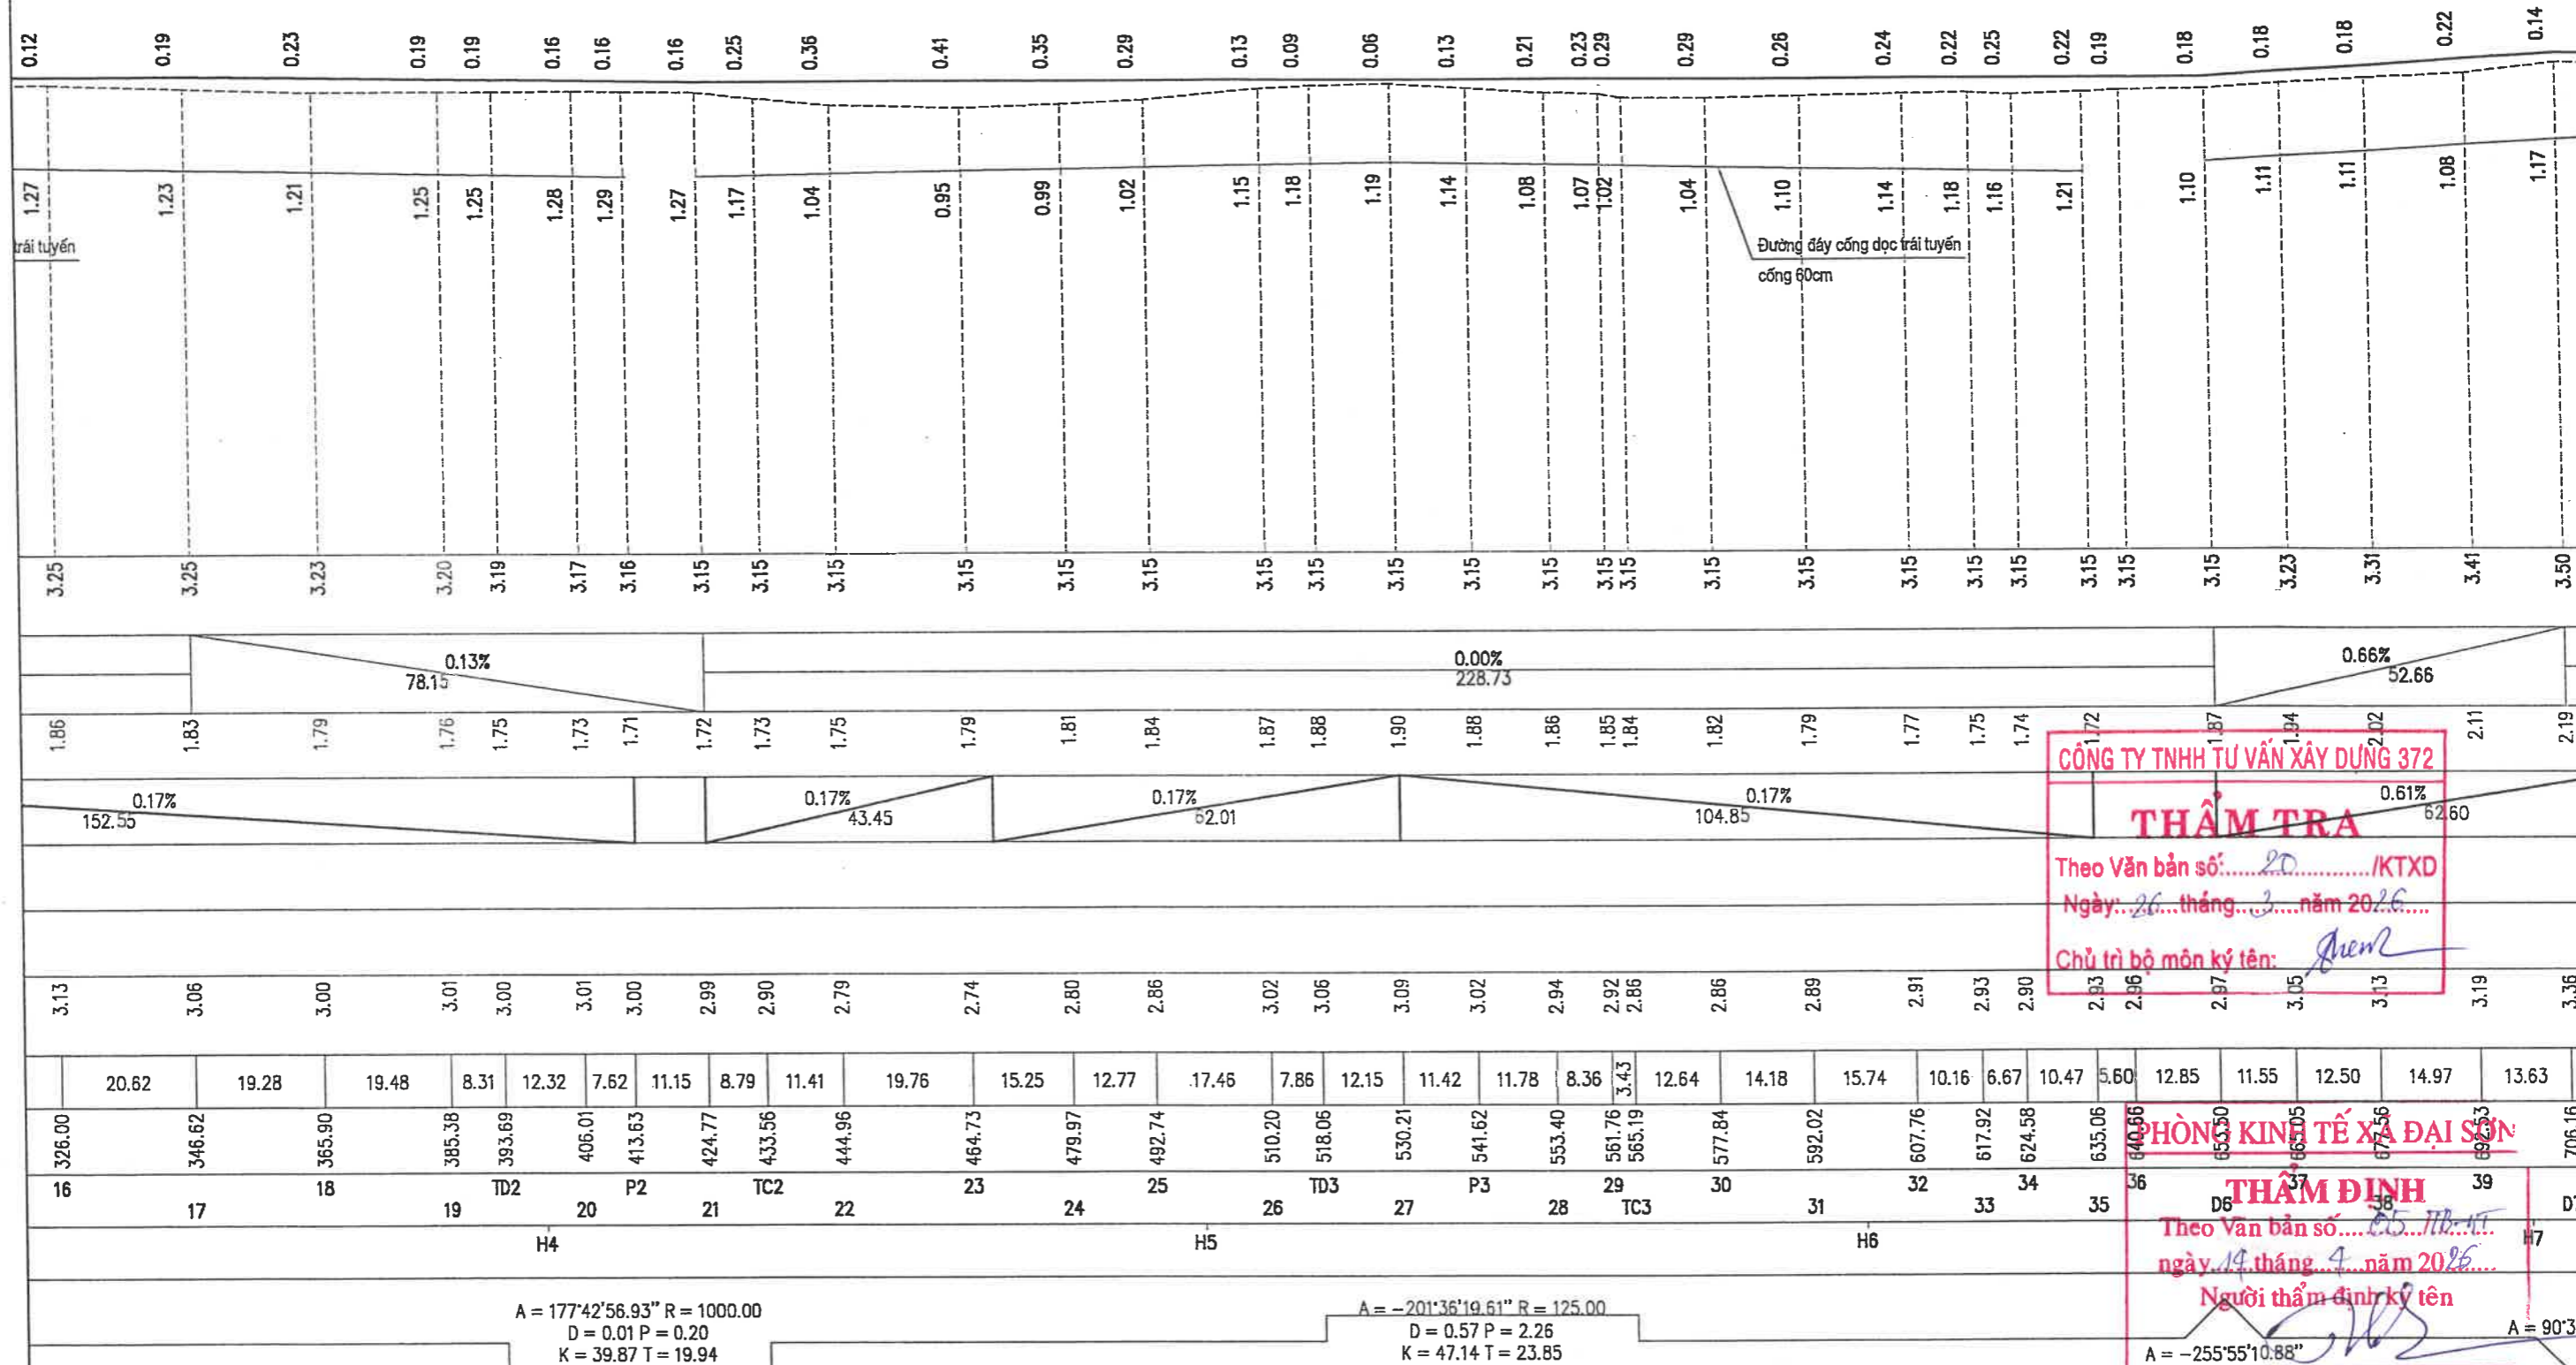 0.12 0.19 0.23 0.19 0.19 0.16 0.16 0.16 0.25 0.36 0.41 0.35 0.29 0.13 0.09 0.06 0.13 0.21 0.23 0.29 0.29 0.26 0.24 0.22 0.25 0.22 0.19 0.18 0.18 0.18 0.22 0.14
1.27 1.23 1.21 1.25 1.25 1.28 1.29 1.27 1.17 1.04 0.95 0.99 1.02 1.15 1.18 1.19 1.14 1.08 1.07 1.02 1.04 1.10 1.14 1.18 1.16 1.21 1.10 1.11 1.11 1.08 1.17
trái tuyến
Đường đáy cống dọc trái tuyến
cống 60cm
3.25 3.25 3.23 3.20 3.19 3.17 3.16 3.15 3.15 3.15 3.15 3.15 3.15 3.15 3.15 3.15 3.15 3.15 3.15 3.15 3.15 3.15 3.15 3.15 3.15 3.15 3.15 3.15 3.23 3.31 3.41 3.50
0.13% 0.00% 0.66%
78.15 228.73 52.66
1.86 1.83 1.79 1.76 1.75 1.73 1.71 1.72 1.73 1.75 1.79 1.81 1.84 1.87 1.88 1.90 1.88 1.86 1.85 1.84 1.82 1.79 1.77 1.75 1.74 1.72 1.87 1.94 2.02 2.11 2.19
CÔNG TY TNHH TƯ VẤN XÂY DỰNG 372
0.17% 0.17% 0.17% 0.17% 0.61%
152.55 43.45 62.01 104.85 62.60
THẨM TRA
Theo Văn bản số:.....20............/KTXD
Ngày:..26...tháng....3....năm 2026.....
Chủ trì bộ môn ký tên:
3.13 3.06 3.00 3.01 3.00 3.01 3.00 2.99 2.90 2.79 2.74 2.80 2.86 3.02 3.06 3.09 3.02 2.94 2.92 2.86 2.86 2.89 2.91 2.93 2.90 2.93 2.96 2.97 3.05 3.13 3.19 3.36
20.62 19.28 19.48 8.31 12.32 7.62 11.15 8.79 11.41 19.76 15.25 12.77 17.46 7.86 12.15 11.42 11.78 8.36 3.43 12.64 14.18 15.74 10.16 6.67 10.47 5.60 12.85 11.55 12.50 14.97 13.63
326.00 346.62 365.90 385.38 393.69 406.01 413.63 424.77 433.56 444.96 464.73 479.97 492.74 510.20 518.06 530.21 541.62 553.40 561.76 565.19 577.84 592.02 607.76 617.92 624.58 635.06 640.66 653.50 665.05 677.56 692.53 706.16
PHÒNG KINH TẾ XÃ ĐẠI SƠN
16 18 TD2 P2 TC2 23 25 TD3 P3 29 30 32 34 36 37 39
17 19 20 21 22 24 26 27 28 TC3 31 33 35 D6 38
THẨM ĐỊNH
Theo Văn bản số
H4 H5 H6 H7
ngày..14..tháng...4...năm 2026.....
Người thẩm định ký tên
A = 177°42'56.93" R = 1000.00
D = 0.01 P = 0.20
K = 39.87 T = 19.94
A = -201°36'19.61" R = 125.00
D = 0.57 P = 2.26
K = 47.14 T = 23.85
A = -255°55'10.88"
A = 90°3